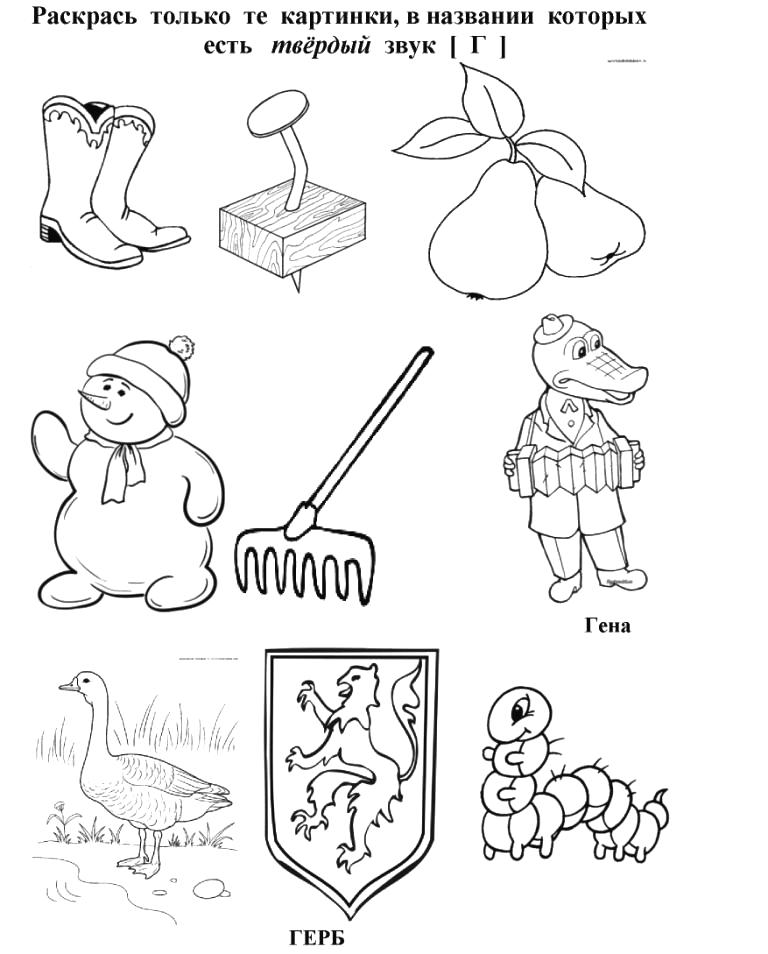 Раскрась только те картинки, в названии которых
есть твёрдый звук [ Г ]
Гена
ГЕРБ